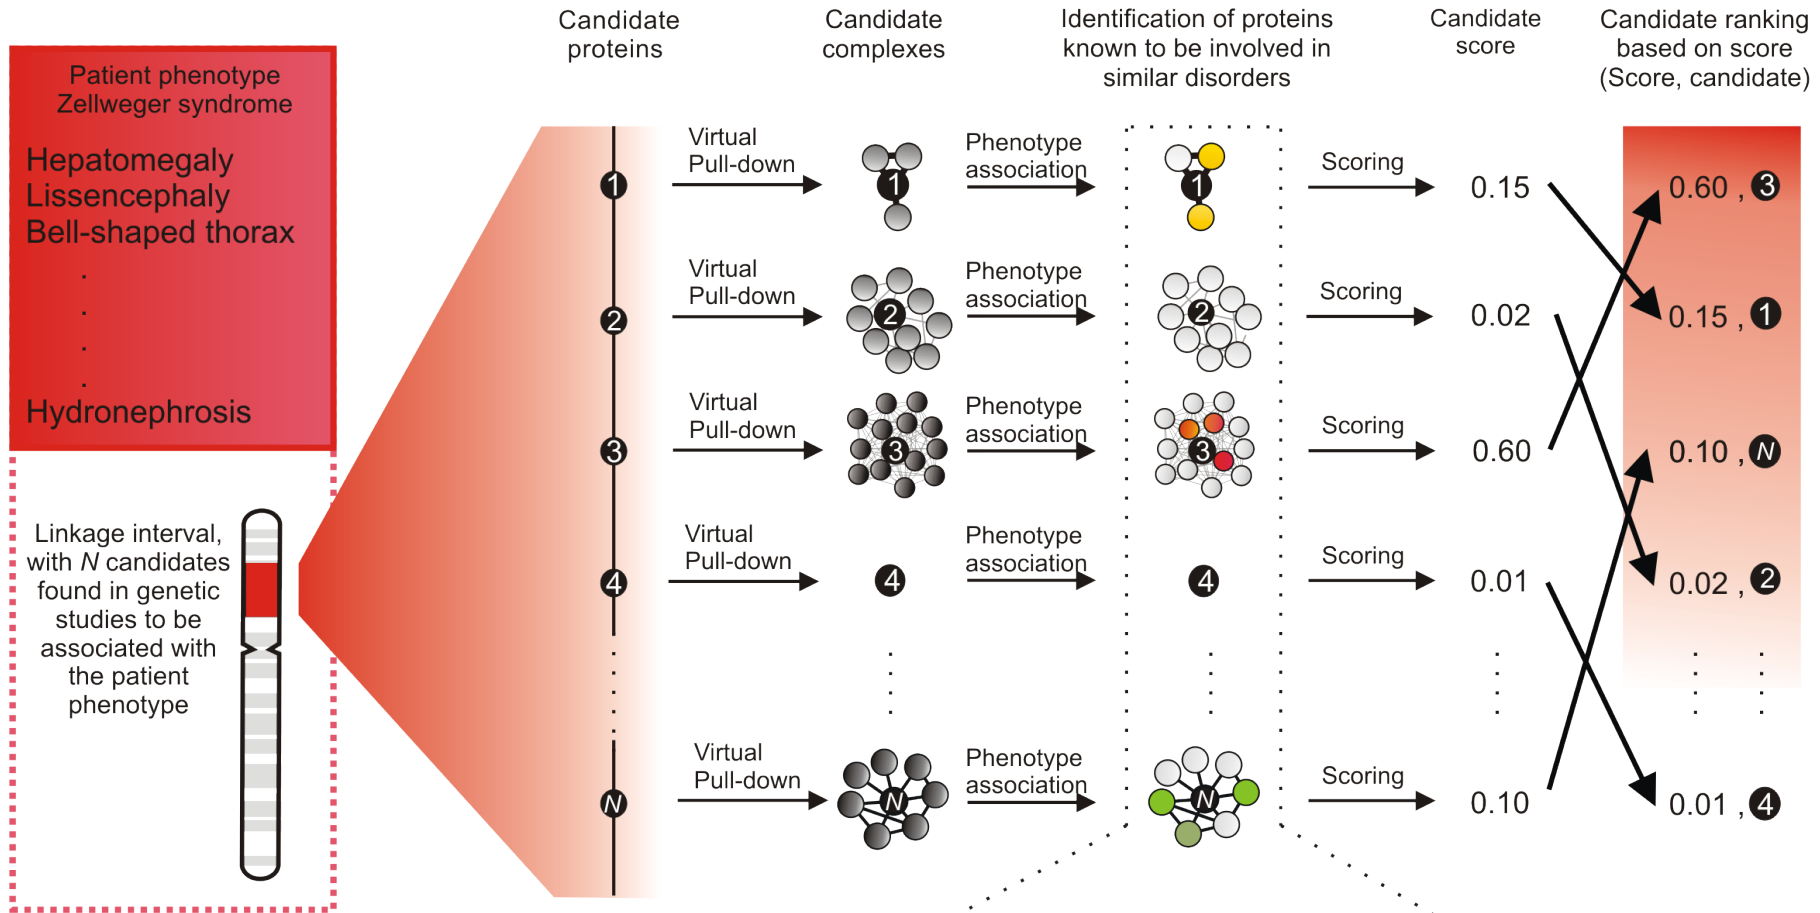 Patient phenotype
Zellweger syndrome
Hepatomegaly
Lissencephaly
Bell-shaped thorax
.
.
.
.
Hydronephrosis
Linkage interval,
with N candidates
found in genetic
studies to be
associated with
the patient
phenotype
Candidate
proteins
Candidate
complexes
Identification of proteins
known to be involved in
similar disorders
Candidate
score
Candidate ranking
based on score
(Score, candidate)
1
Virtual
Pull-down
1
Phenotype
association
1
Scoring
0.15
0.60 , 3
2
Virtual
Pull-down
2
Phenotype
association
2
Scoring
0.02
0.15 , 1
3
Virtual
Pull-down
3
Phenotype
association
3
Scoring
0.60
0.10 , N
4
Virtual
Pull-down
4
Phenotype
association
4
Scoring
0.01
0.02 , 2
N
Virtual
Pull-down
N
Phenotype
association
N
Scoring
0.10
0.01 , 4